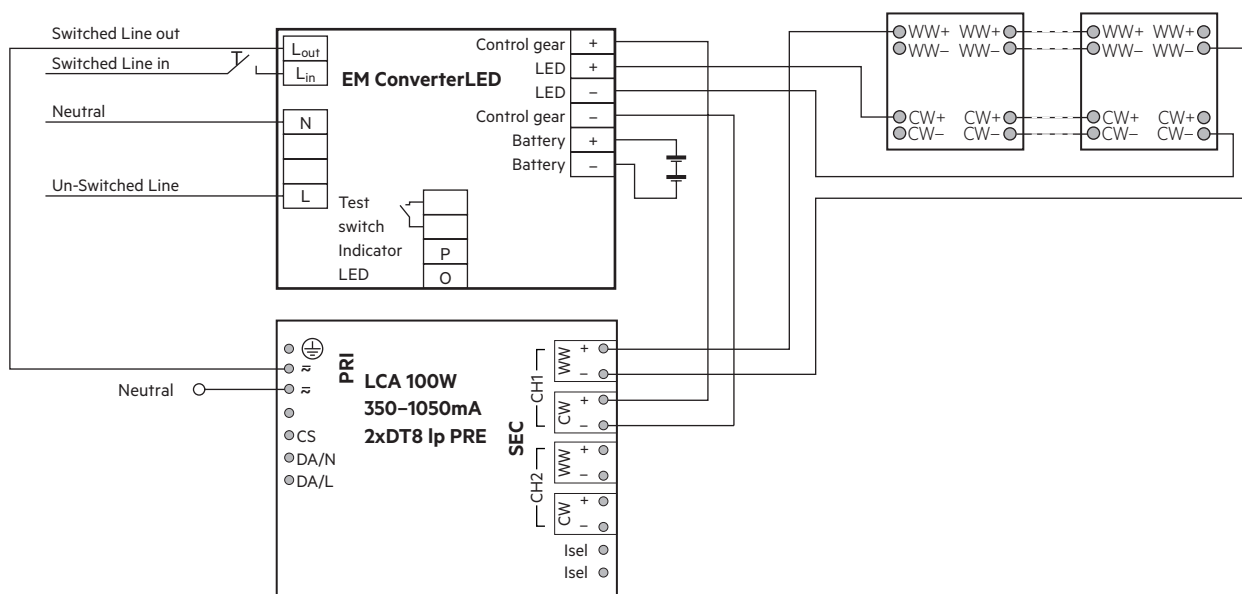 Switched Line out
Switched Line in
Neutral
Un-Switched Line
Lout
Lin
N
L
EM ConverterLED
Control gear +
LED +
LED –
Control gear –
Battery +
Battery –
Test
switch
Indicator P
LED O
WW+ WW+ WW+ WW+
WW– WW– WW– WW–
CW+ CW+ CW+ CW+
CW– CW– CW– CW–
Neutral
PRI
LCA 100W
350–1050mA
2xDT8 lp PRE
SEC
CS
DA/N
DA/L
CH1
WW + –
CW + –
CH2
WW + –
CW + –
Isel
Isel